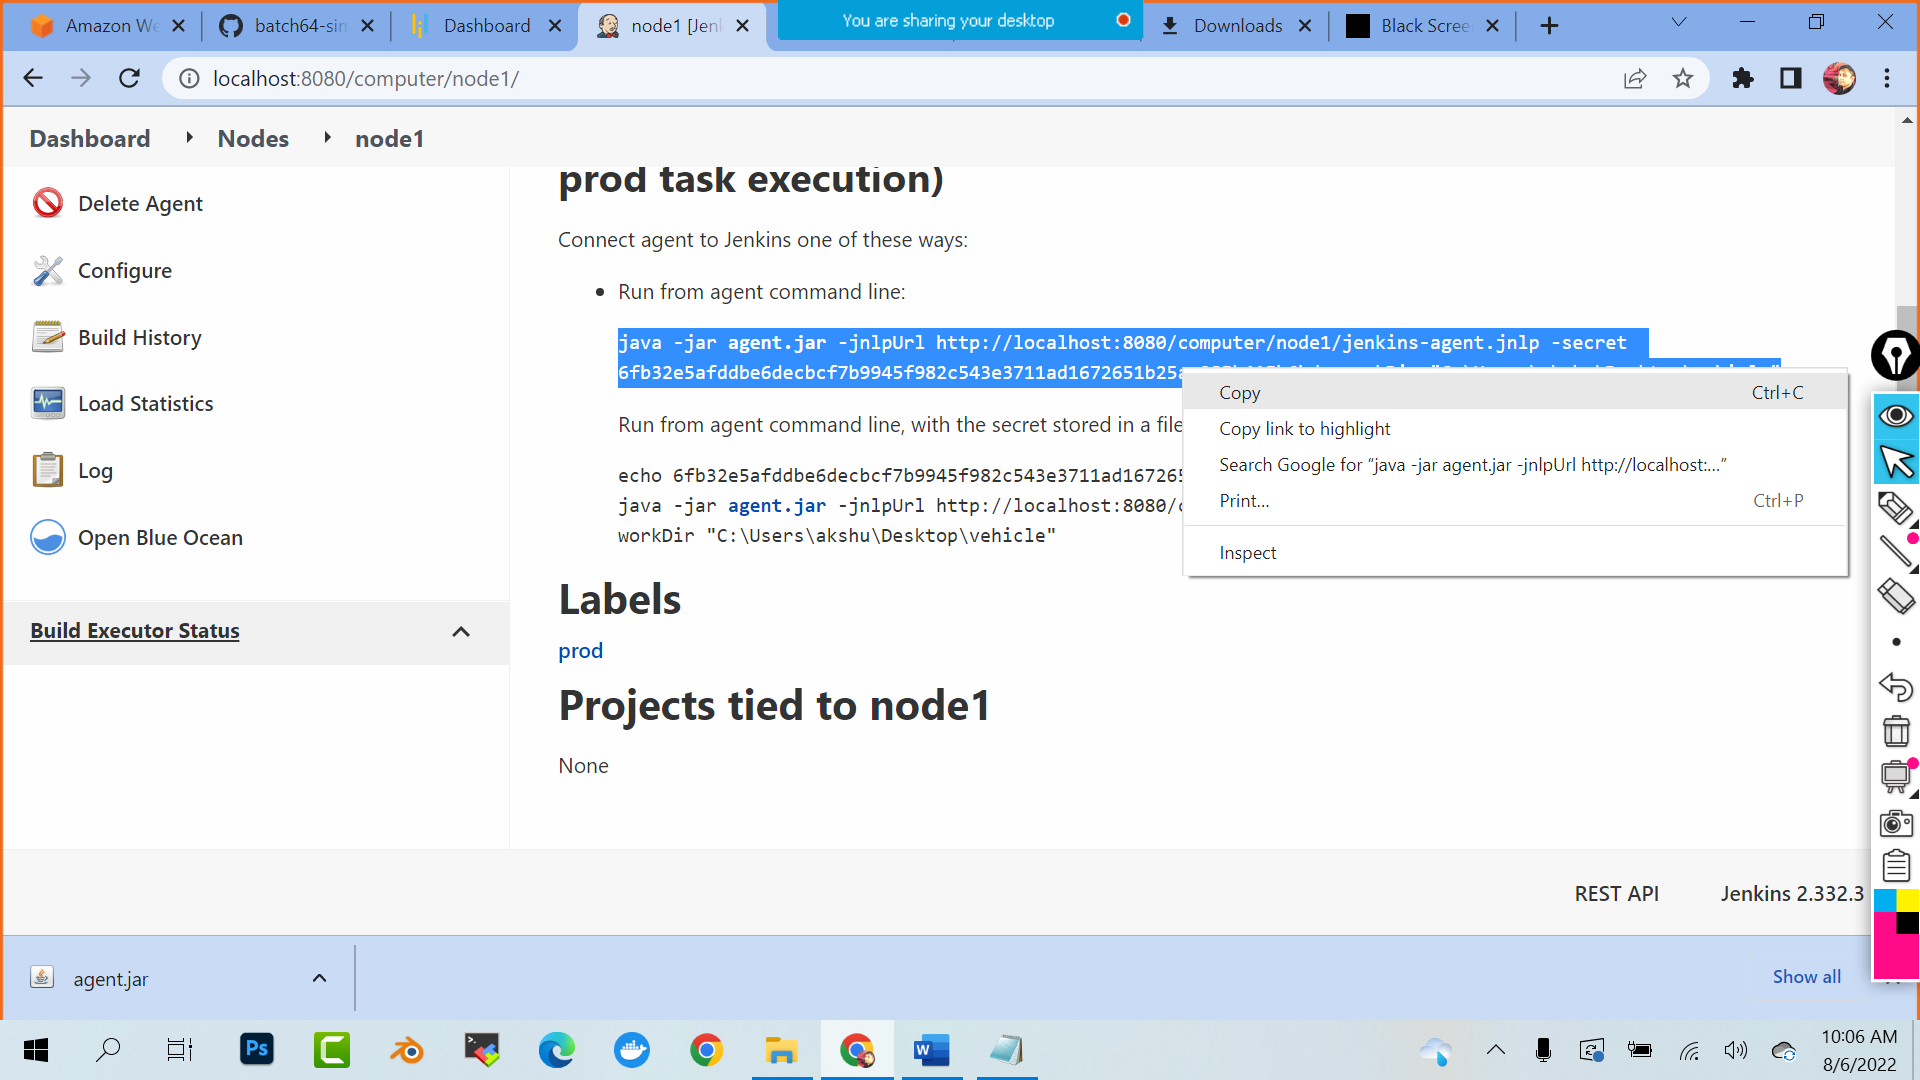 Amazon We
batch64-sim
Dashboard
node1 [Jenk
You are sharing your desktop
Downloads
Black Scree
localhost:8080/computer/node1/
Dashboard
Nodes
node1
prod task execution)
Delete Agent
Configure
Build History
Load Statistics
Log
Open Blue Ocean
Build Executor Status
Connect agent to Jenkins one of these ways:
Run from agent command line:
java -jar agent.jar -jnlpUrl http://localhost:8080/computer/node1/jenkins-agent.jnlp -secret
6fb32e5afddbe6decbcf7b9945f982c543e3711ad1672651b25a
Run from agent command line, with the secret stored in a file
echo 6fb32e5afddbe6decbcf7b9945f982c543e3711ad167265
java -jar agent.jar -jnlpUrl http://localhost:8080/
workDir "C:\Users\akshu\Desktop\vehicle"
Copy Ctrl+C
Copy link to highlight
Search Google for “java -jar agent.jar -jnlpUrl http://localhost:...”
Print... Ctrl+P
Inspect
Labels
prod
Projects tied to node1
None
REST API
Jenkins 2.332.3
agent.jar
Show all
Ps
C
W
10:06 AM
8/6/2022